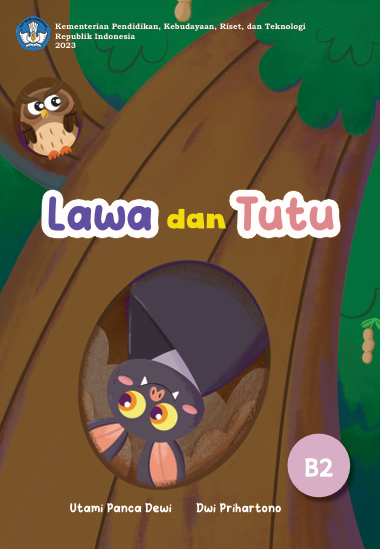 Kementerian Pendidikan, Kebudayaan, Riset, dan Teknologi
Republik Indonesia
2023
Lawa dan Tutu
B2
Utami Panca Dewi Dwi Prihartono